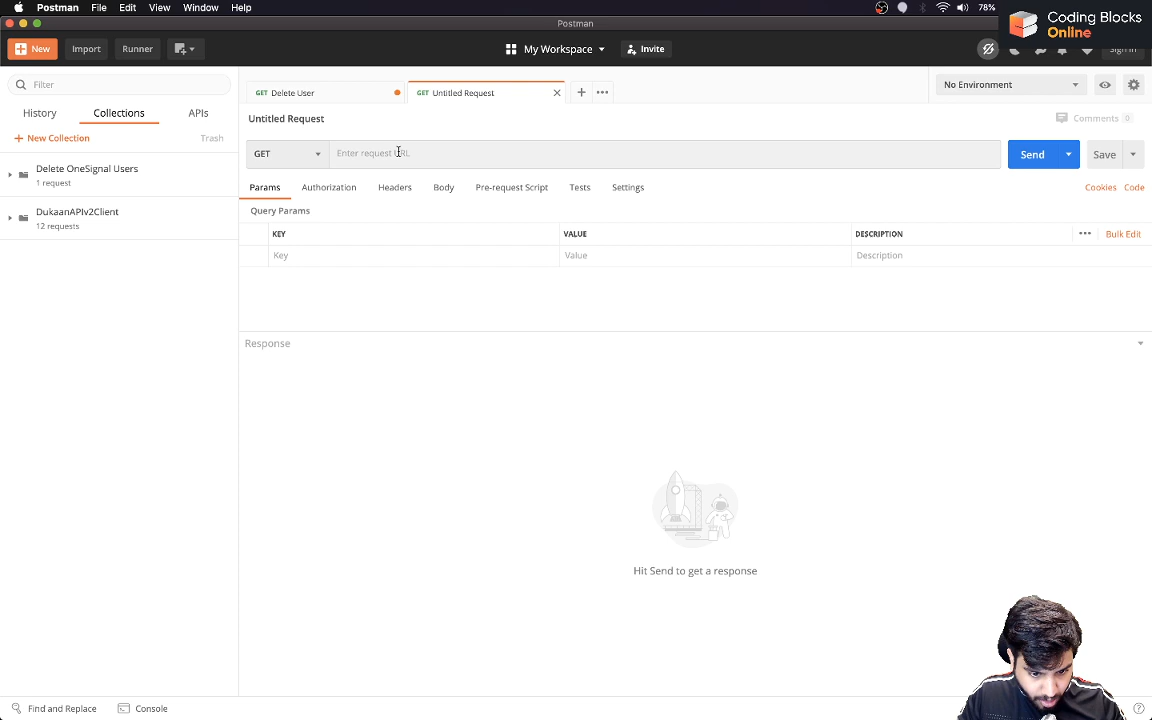 Postman File Edit View Window Help 78%
Postman
Coding Blocks
Online
New Import Runner My Workspace Invite
Filter
GET Delete User GET Untitled Request No Environment
History Collections APIs
Untitled Request Comments 0
New Collection Trash
GET Enter request URL Send Save
Delete OneSignal Users
1 request
Params Authorization Headers Body Pre-request Script Tests Settings Cookies Code
DukaanAPIv2Client
12 requests
Query Params
KEY VALUE DESCRIPTION Bulk Edit
Key Value Description
Response
Hit Send to get a response
Find and Replace Console